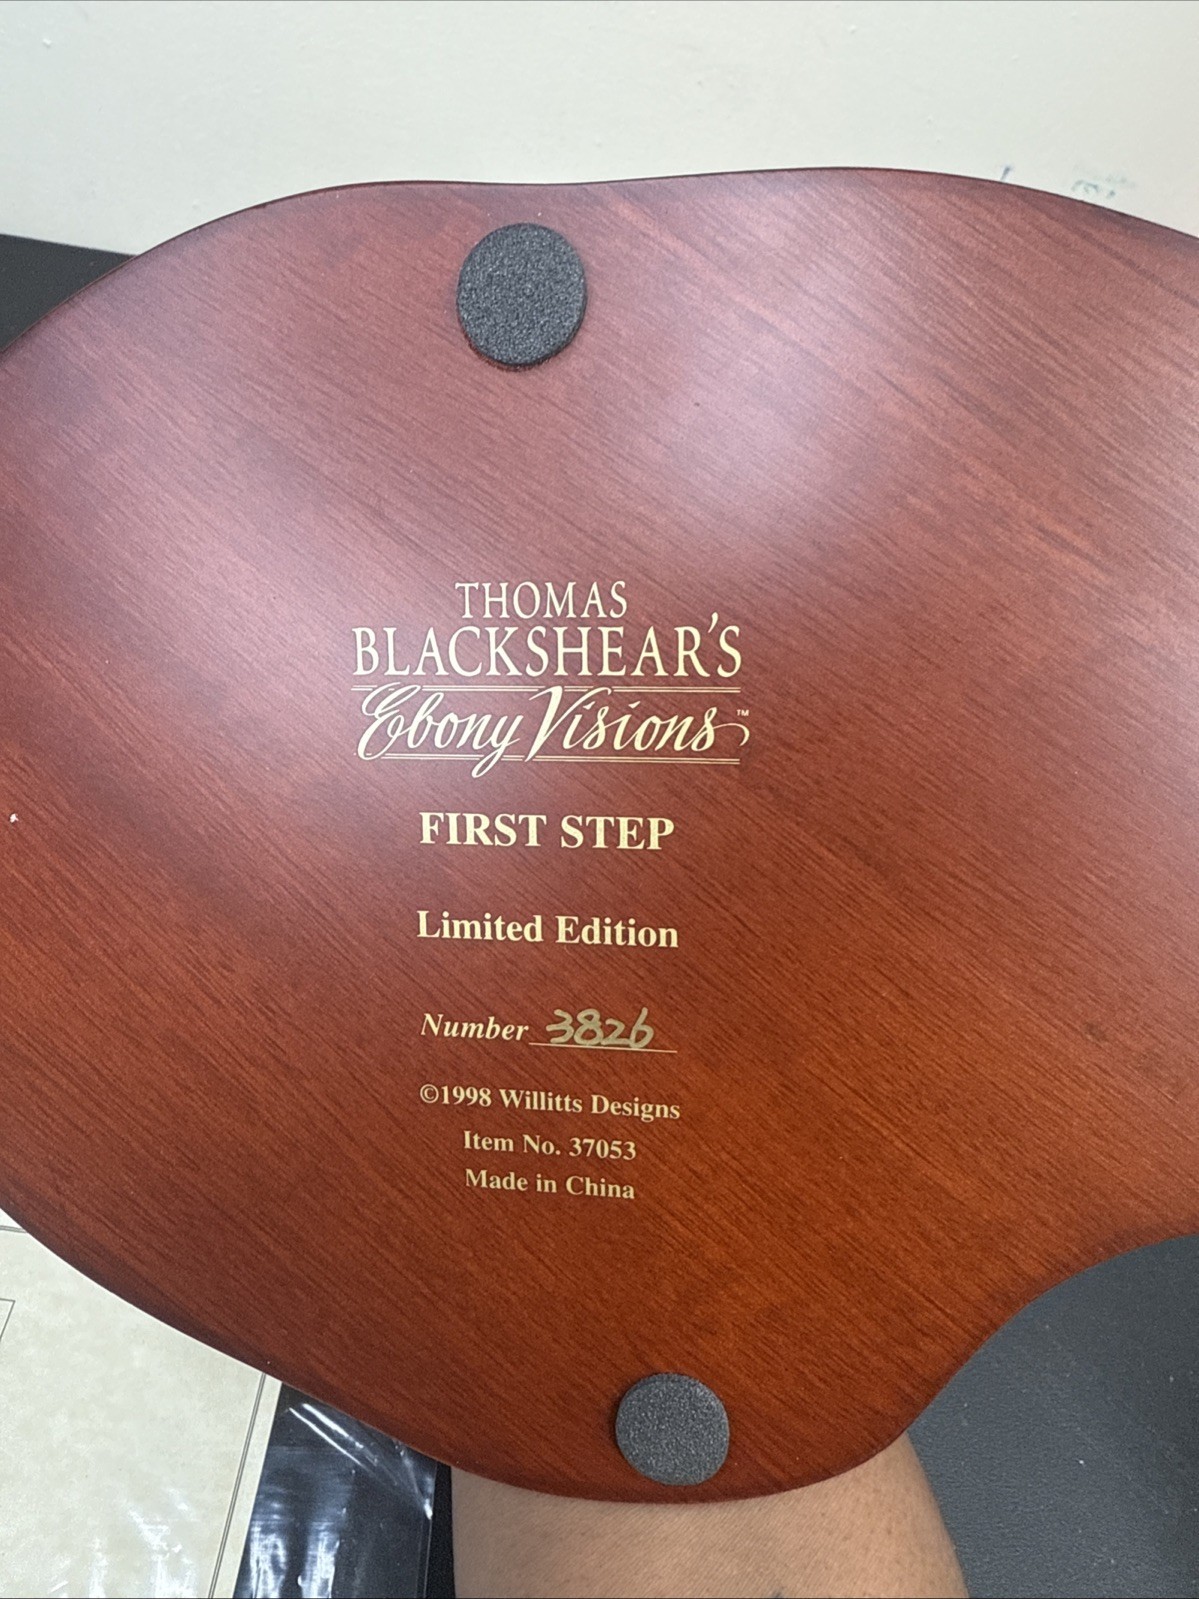 THOMAS
BLACKSHEAR'S
Ebony Visions™
FIRST STEP
Limited Edition
Number 3826
©1998 Willitts Designs
Item No. 37053
Made in China